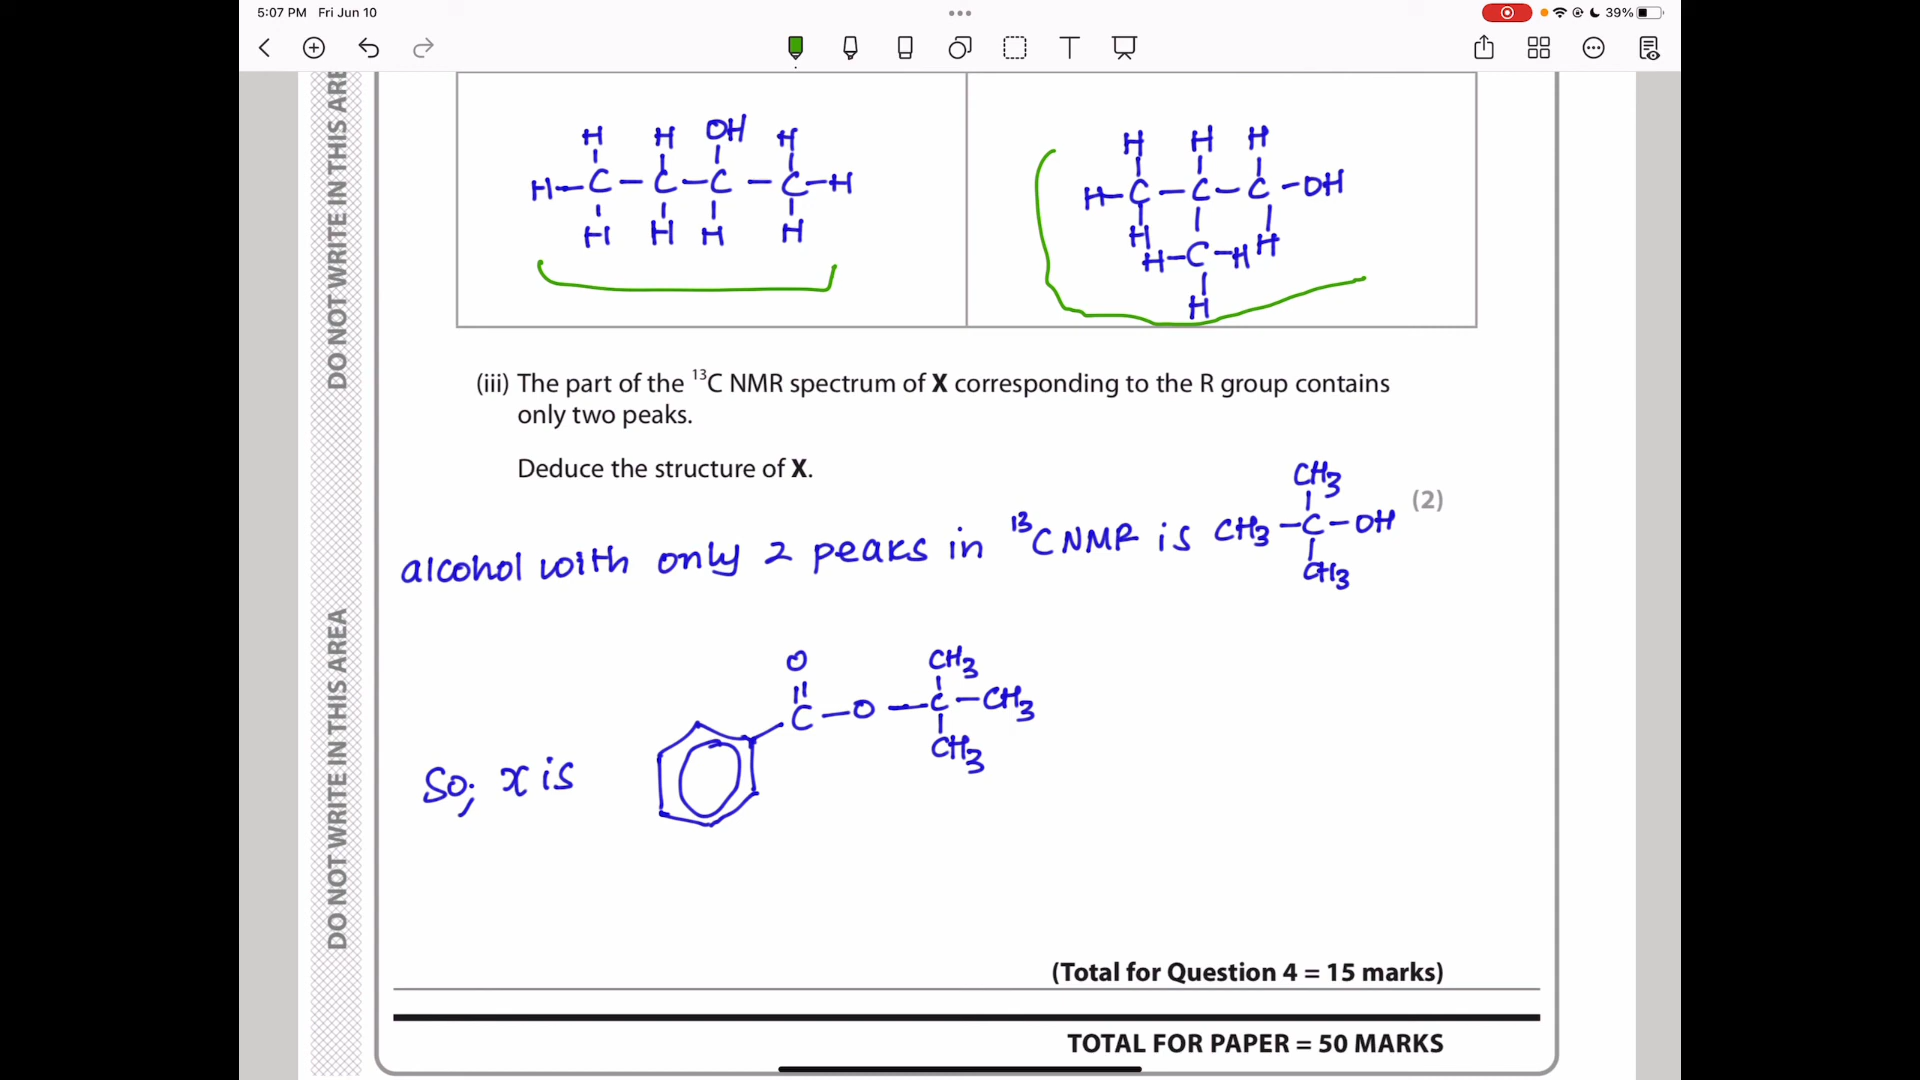 5:07 PM Fri Jun 10
39%
T
DO NOT WRITE IN THIS ARE
H H OH H
H—C—C—C—C—H
H H H H
H H H
H—C—C—C—OH
H H
H—C—H
H
(iii) The part of the ¹³C NMR spectrum of X corresponding to the R group contains
only two peaks.
Deduce the structure of X.
(2)
alcohol with only 2 peaks in ¹³C NMR is CH3—C—OH
CH3
CH3
O
C—O—C—CH3
CH3
CH3
So; x is
DO NOT WRITE IN THIS AREA
(Total for Question 4 = 15 marks)
TOTAL FOR PAPER = 50 MARKS